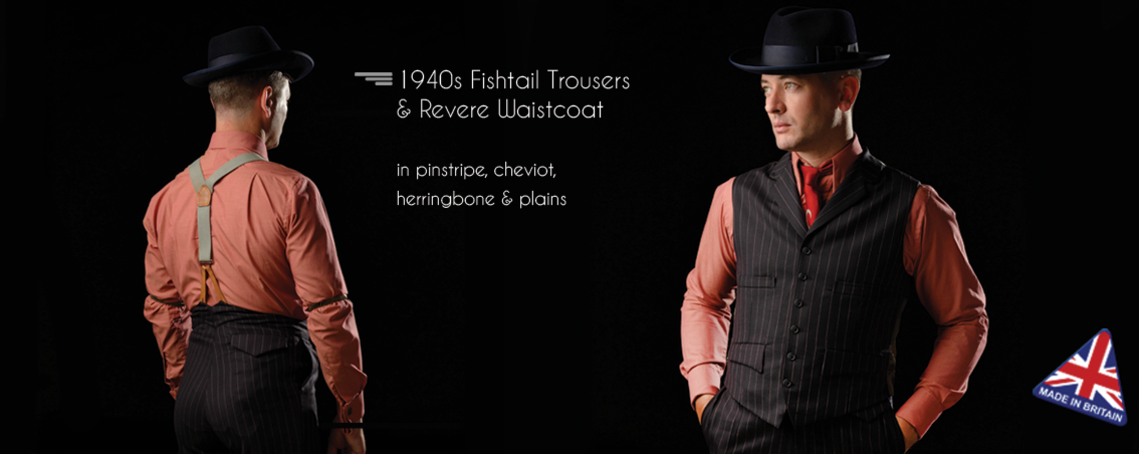 1940s Fishtail Trousers
& Revere Waistcoat
in pinstripe, cheviot,
herringbone & plains
MADE IN BRITAIN